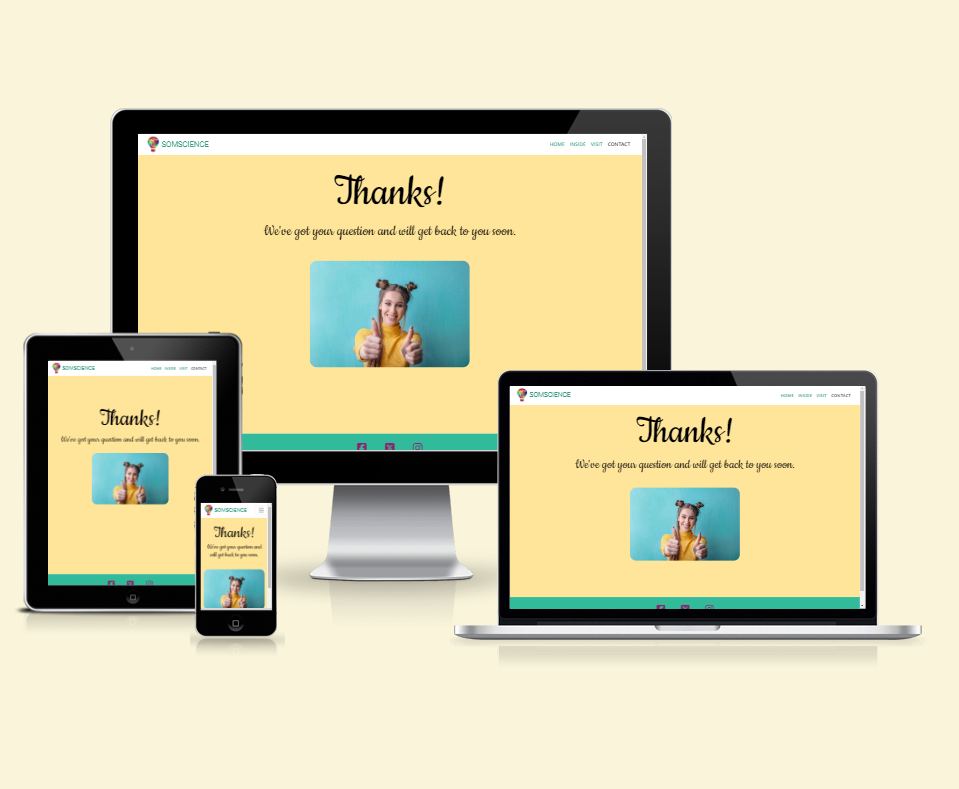 SOMSCIENCE
HOME INSIDE VISIT CONTACT
Thanks!
We've got your question and will get back to you soon.
SOMSCIENCE
HOME INSIDE VISIT CONTACT
Thanks!
We've got your question and will get back to you soon.
SOMSCIENCE
Thanks!
We've got your question and
will get back to you soon.
SOMSCIENCE
HOME INSIDE VISIT CONTACT
Thanks!
We've got your question and will get back to you soon.